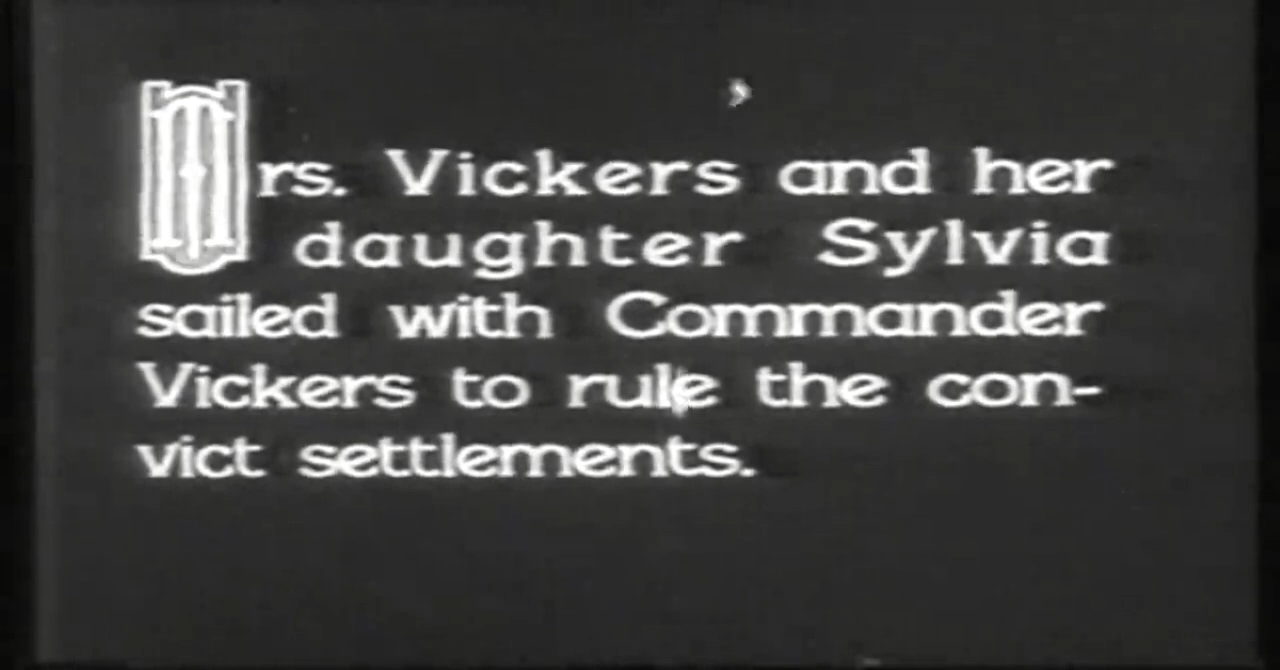 Mrs. Vickers and her
daughter Sylvia
sailed with Commander
Vickers to rule the con-
vict settlements.